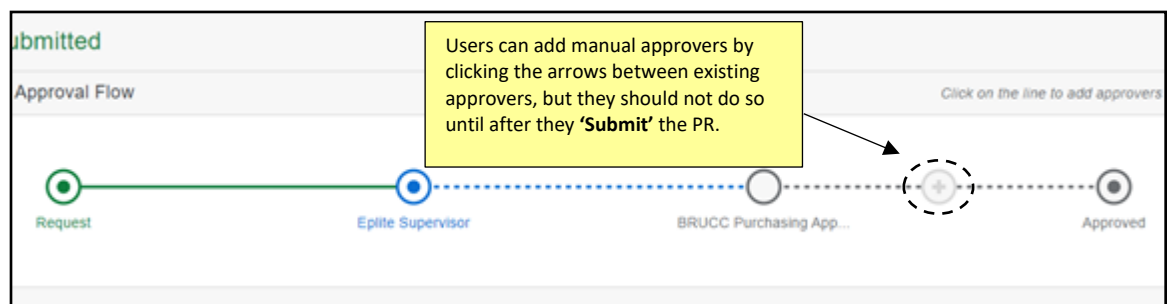 ubmitted
Users can add manual approvers by
clicking the arrows between existing
approvers, but they should not do so
until after they ‘Submit’ the PR.
Approval Flow
Click on the line to add approvers
Request
Eplite Supervisor
BRUCC Purchasing App...
Approved